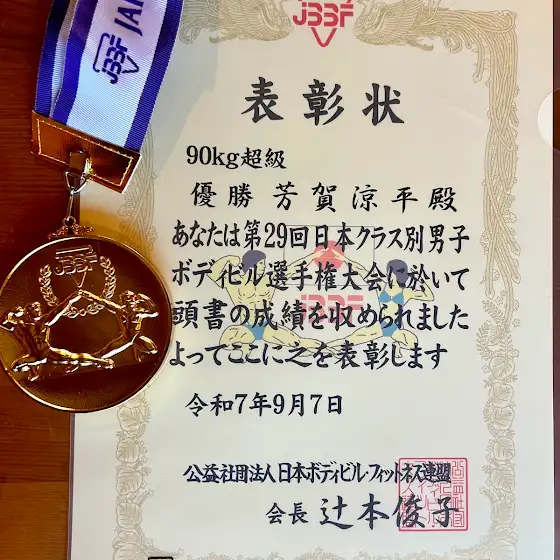 JBBF
JBBF JA
表彰状
90kg超級
優勝 芳賀涼平殿
あなたは第29回日本クラス別男子
ボディビル選手権大会に於いて
頭書の成績を収められました
よってここに之を表彰します
令和7年9月7日
公益社団法人日本ボディビル・フィットネス連盟
会長 辻本俊子
JBBF
JBBF